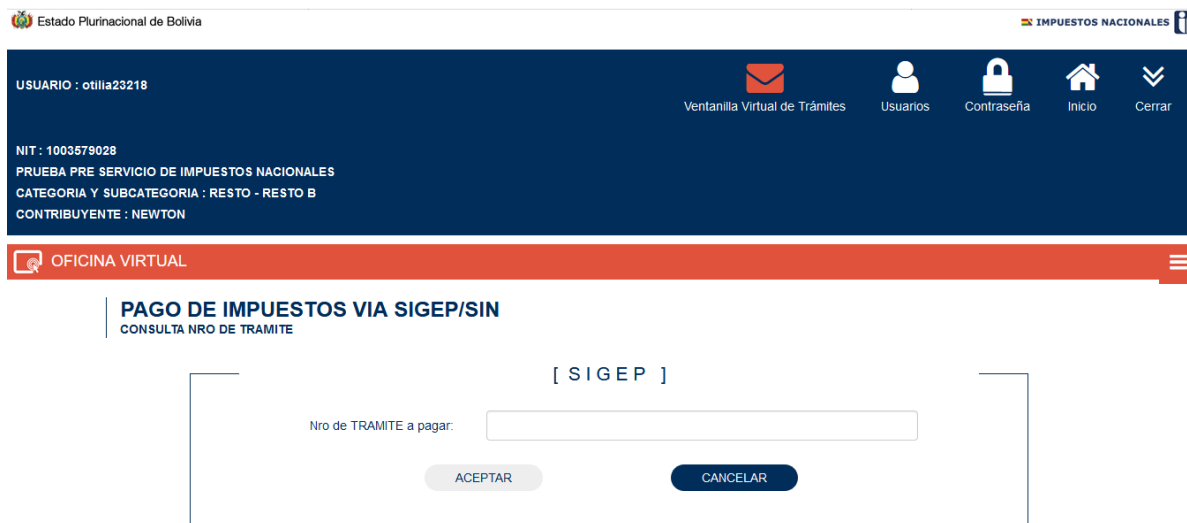 Estado Plurinacional de Bolivia
IMPUESTOS NACIONALES
USUARIO : otilia23218
Ventanilla Virtual de Trámites
Usuarios
Contraseña
Inicio
Cerrar
NIT : 1003579028
PRUEBA PRE SERVICIO DE IMPUESTOS NACIONALES
CATEGORIA Y SUBCATEGORIA : RESTO - RESTO B
CONTRIBUYENTE : NEWTON
OFICINA VIRTUAL
PAGO DE IMPUESTOS VIA SIGEP/SIN
CONSULTA NRO DE TRAMITE
[ SIGEP ]
Nro de TRAMITE a pagar:
ACEPTAR
CANCELAR